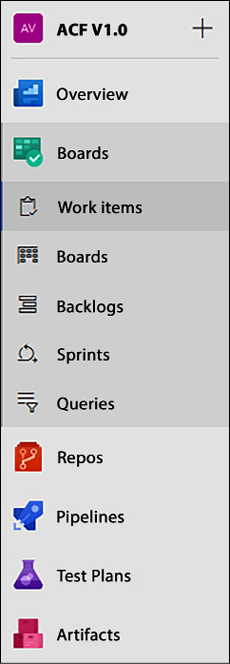 AV ACF V1.0
Overview
Boards
Work items
Boards
Backlogs
Sprints
Queries
Repos
Pipelines
Test Plans
Artifacts